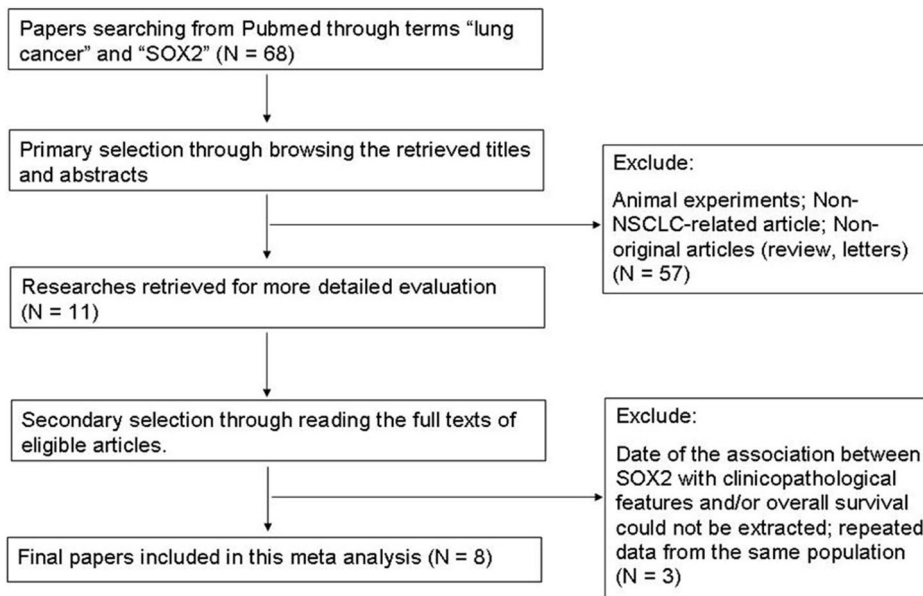 Papers searching from Pubmed through terms “lung
cancer” and “SOX2” (N = 68)
Primary selection through browsing the retrieved titles
and abstracts
Exclude:
Animal experiments; Non-
NSCLC-related article; Non-
original articles (review, letters)
(N = 57)
Researches retrieved for more detailed evaluation
(N = 11)
Secondary selection through reading the full texts of
eligible articles.
Exclude:
Date of the association between
SOX2 with clinicopathological
features and/or overall survival
could not be extracted; repeated
data from the same population
(N = 3)
Final papers included in this meta analysis (N = 8)